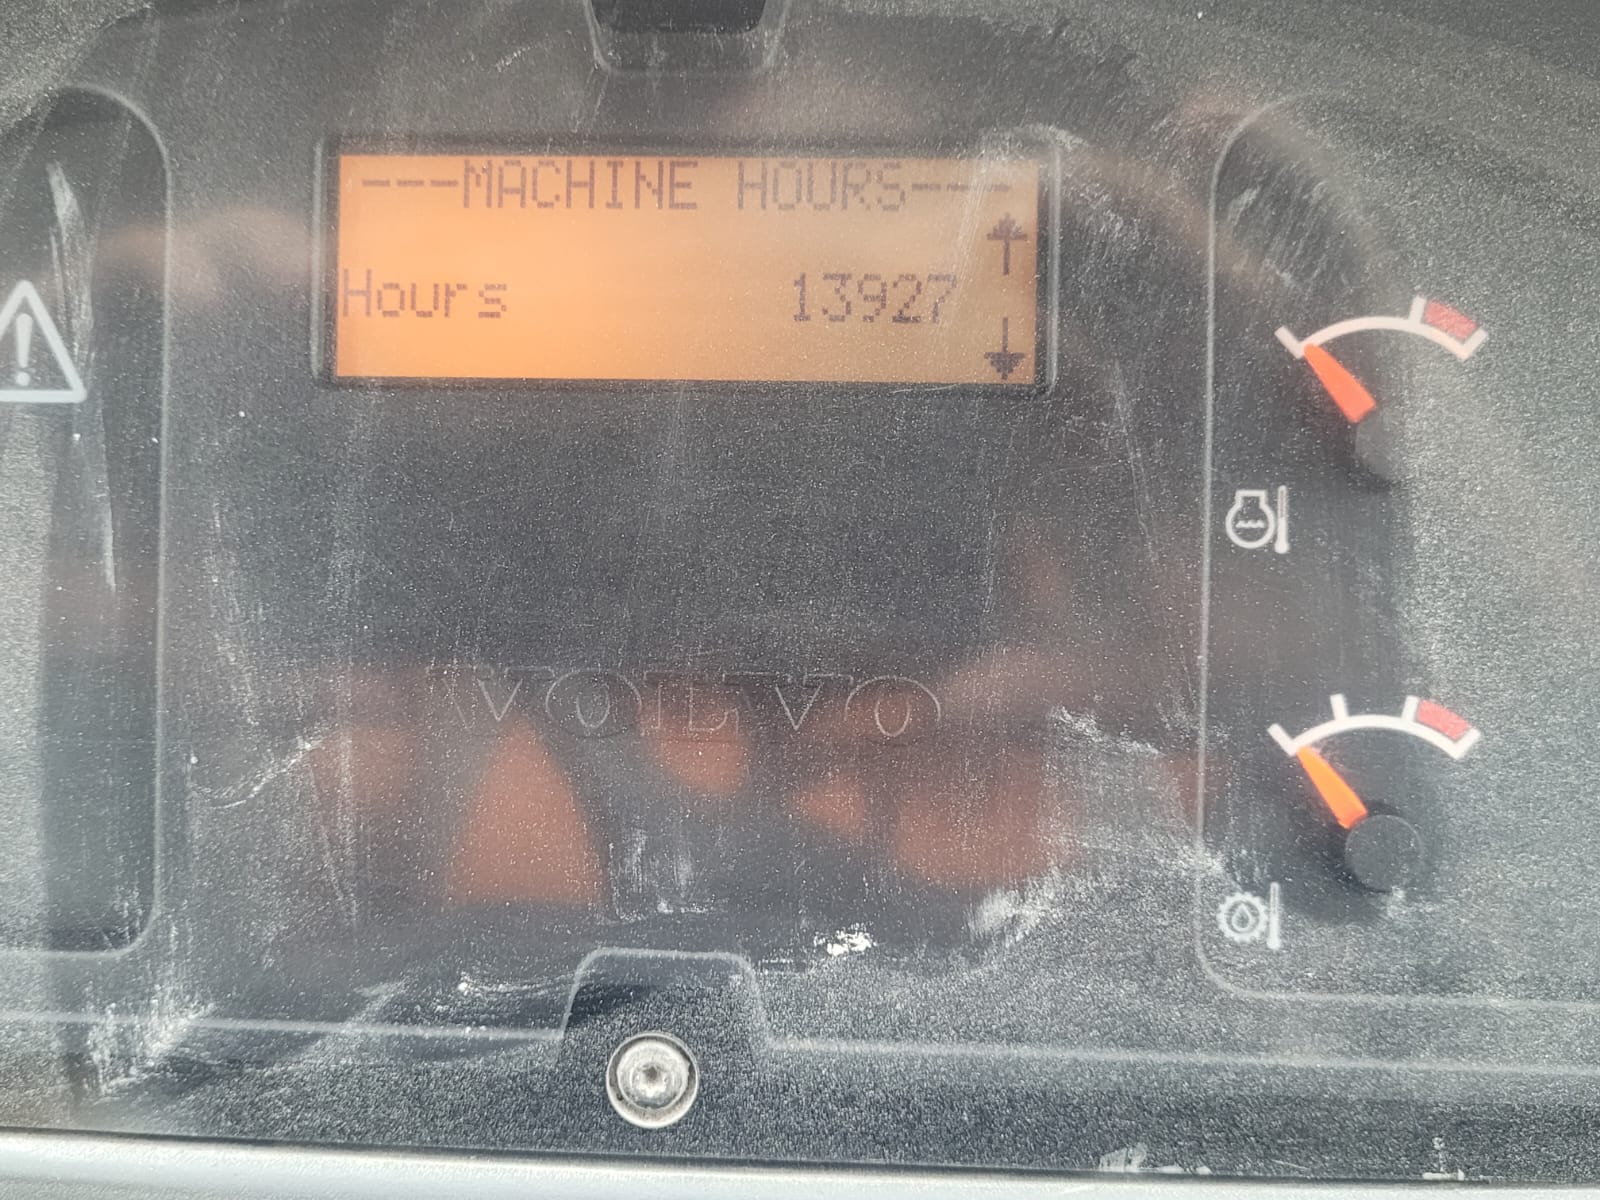 ---MACHINE HOURS---
Hours 13927
VOLVO